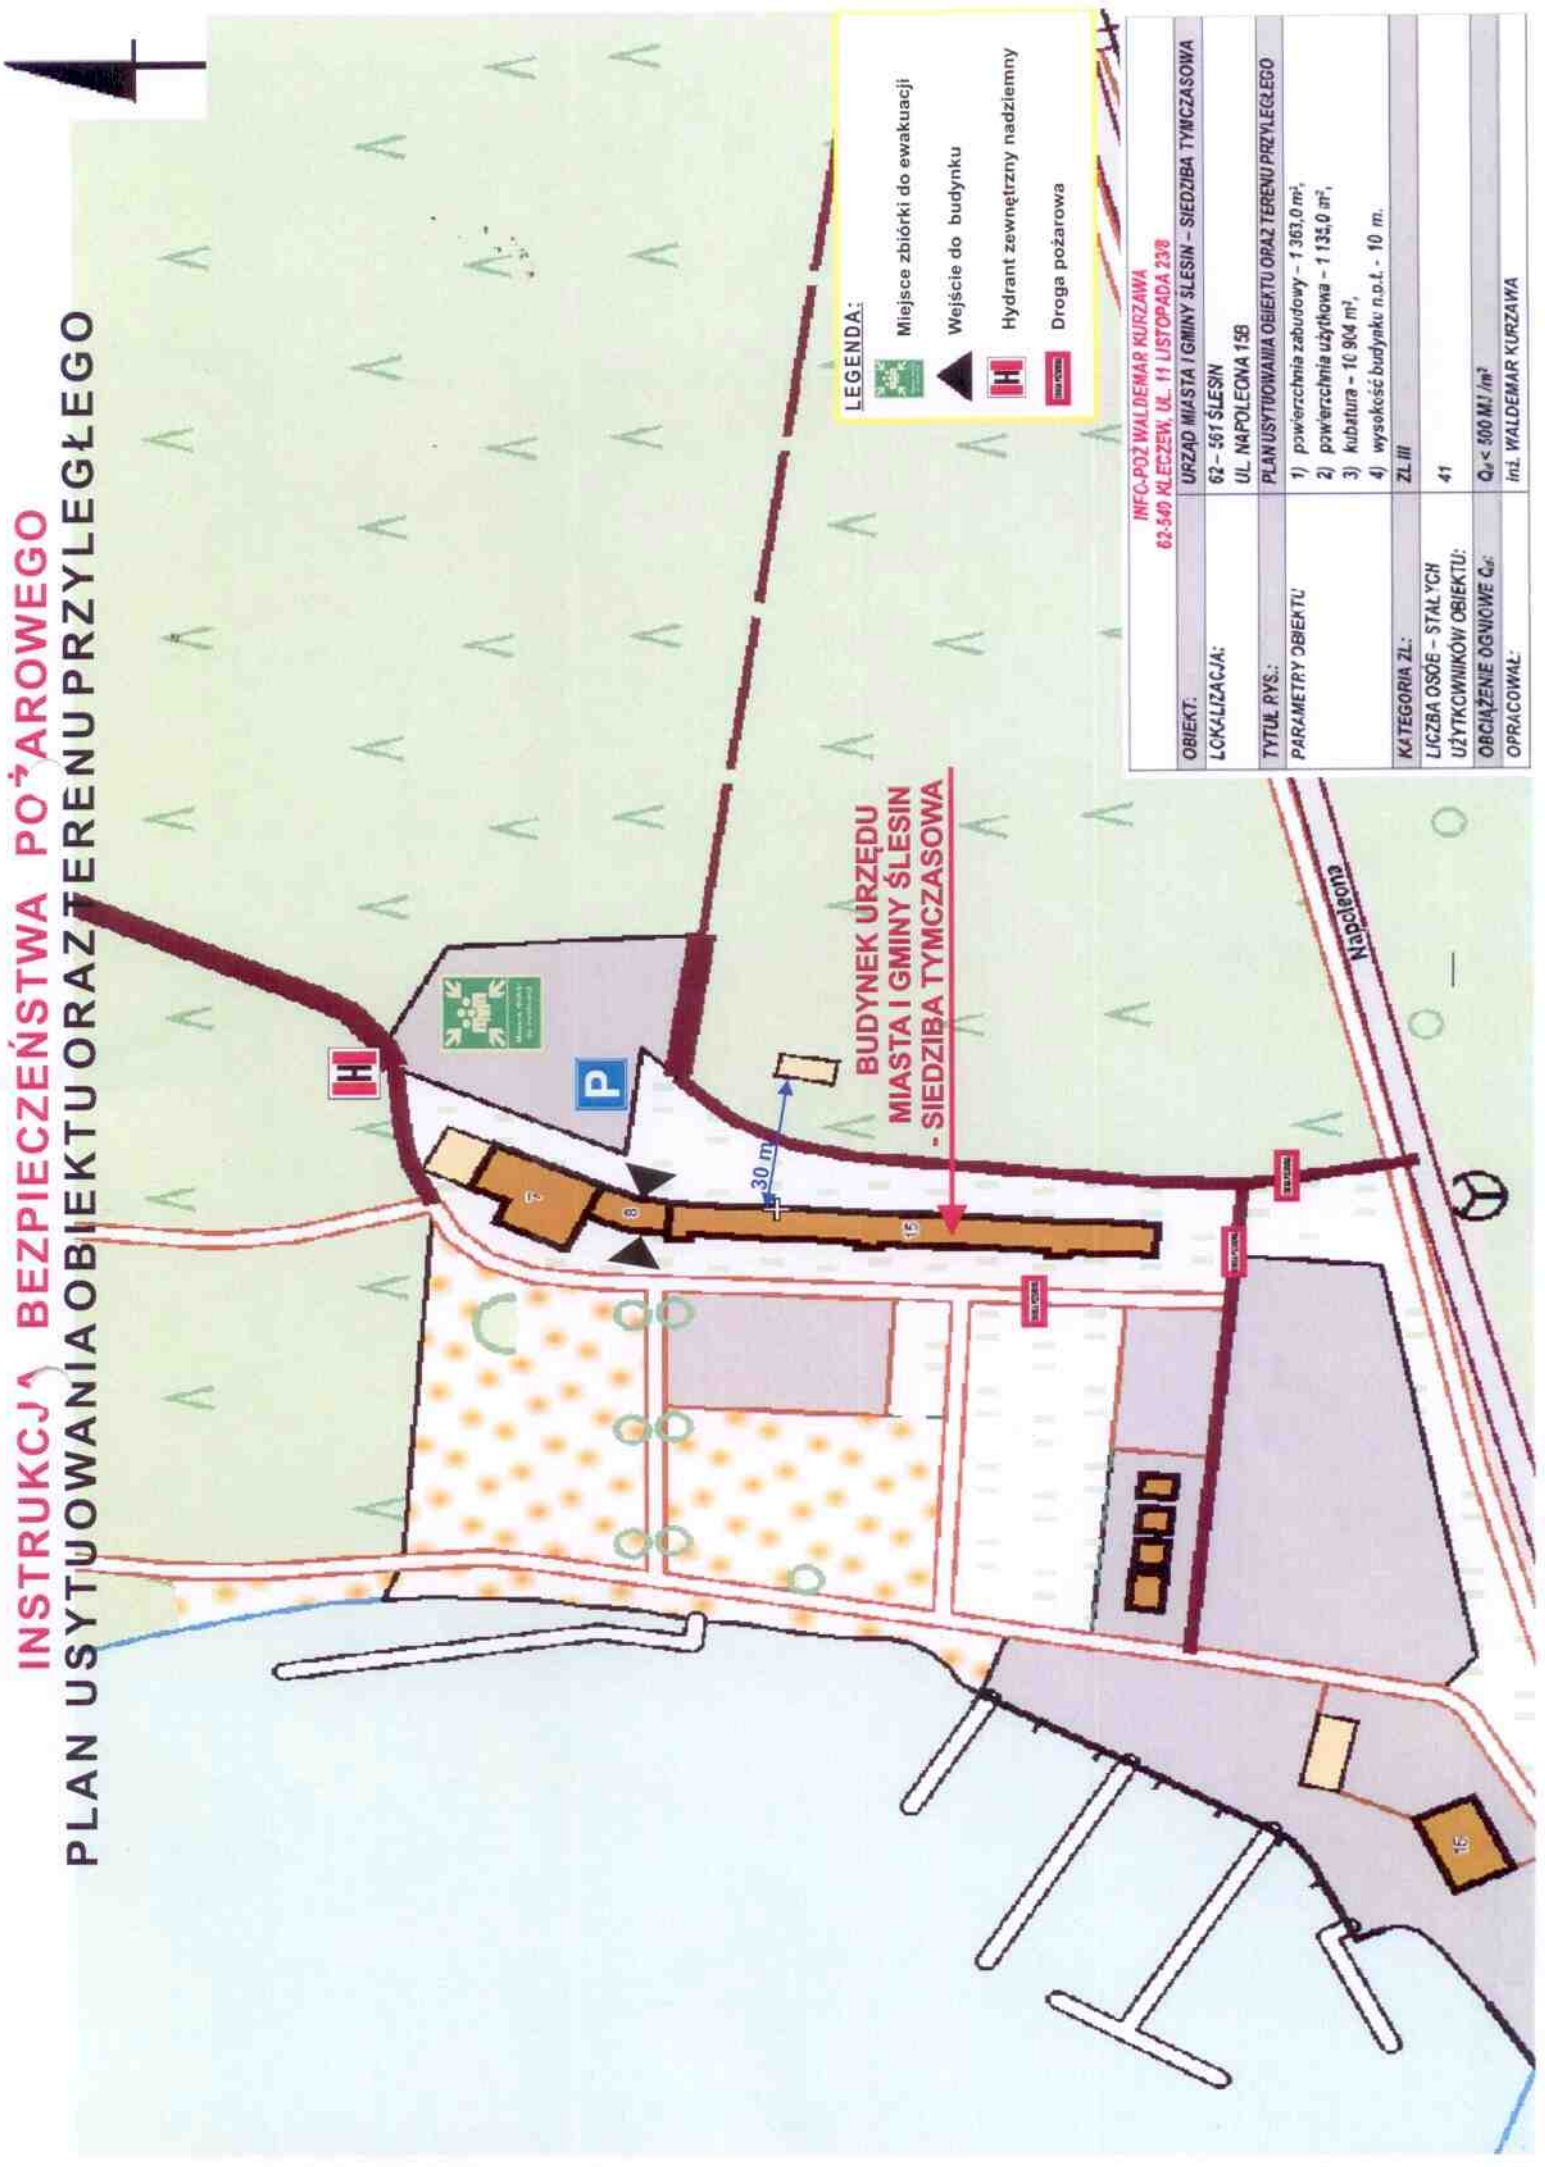 INSTRUKCJA BEZPIECZEŃSTWA POŻAROWEGO
PLAN USYTUOWANIA OBIEKTU ORAZ TERENU PRZYLEGŁEGO
H
P
7
8
30 m
15
BUDYNEK URZĘDU
MIASTA I GMINY ŚLESIN
- SIEDZIBA TYMCZASOWA
Napoleona
16
LEGENDA:
Miejsce zbiórki do ewakuacji
Wejście do budynku
H
Hydrant zewnętrzny nadziemny
Droga pożarowa
INFO-POŻ WALDEMAR KURZAWA
62-540 KLECZEW, UL. 11 LISTOPADA 23/8
OBIEKT: URZĄD MIASTA I GMINY ŚLESIN – SIEDZIBA TYMCZASOWA
LOKALIZACJA: 62 – 561 ŚLESIN
UL. NAPOLEONA 15B
TYTUŁ RYS.: PLAN USYTUOWANIA OBIEKTU ORAZ TERENU PRZYLEGŁEGO
PARAMETRY OBIEKTU 1) powierzchnia zabudowy – 1 363,0 m²,
2) powierzchnia użytkowa – 1 135,0 m²,
3) kubatura – 10 904 m³,
4) wysokość budynku n.p.t. - 10 m.
KATEGORIA ZL: ZL III
LICZBA OSÓB – STAŁYCH
UŻYTKOWNIKÓW OBIEKTU: 41
OBCIĄŻENIE OGNIOWE Qd: Qd < 500 MJ/m²
OPRACOWAŁ: inż. WALDEMAR KURZAWA